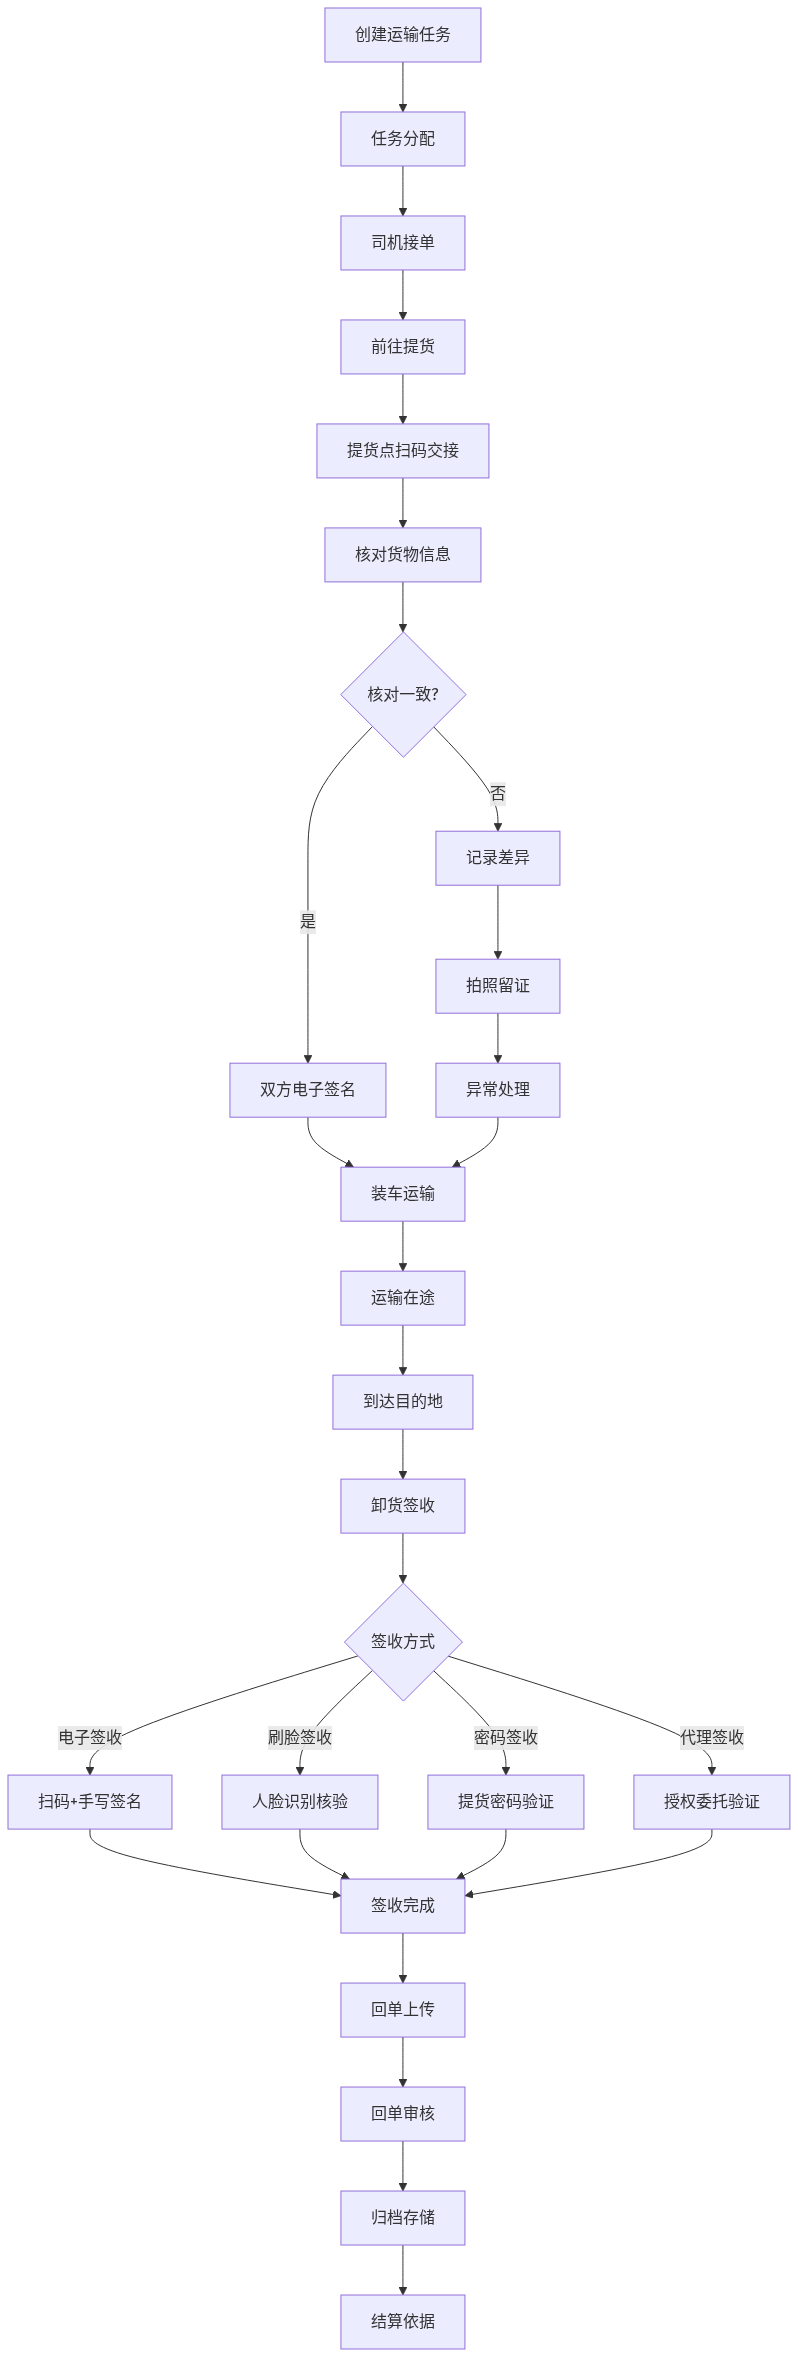 创建运输任务
任务分配
司机接单
前往提货
提货点扫码交接
核对货物信息
核对一致?
否
记录差异
是
拍照留证
双方电子签名
异常处理
装车运输
运输在途
到达目的地
卸货签收
签收方式
电子签收
刷脸签收
密码签收
代理签收
扫码+手写签名
人脸识别核验
提货密码验证
授权委托验证
签收完成
回单上传
回单审核
归档存储
结算依据